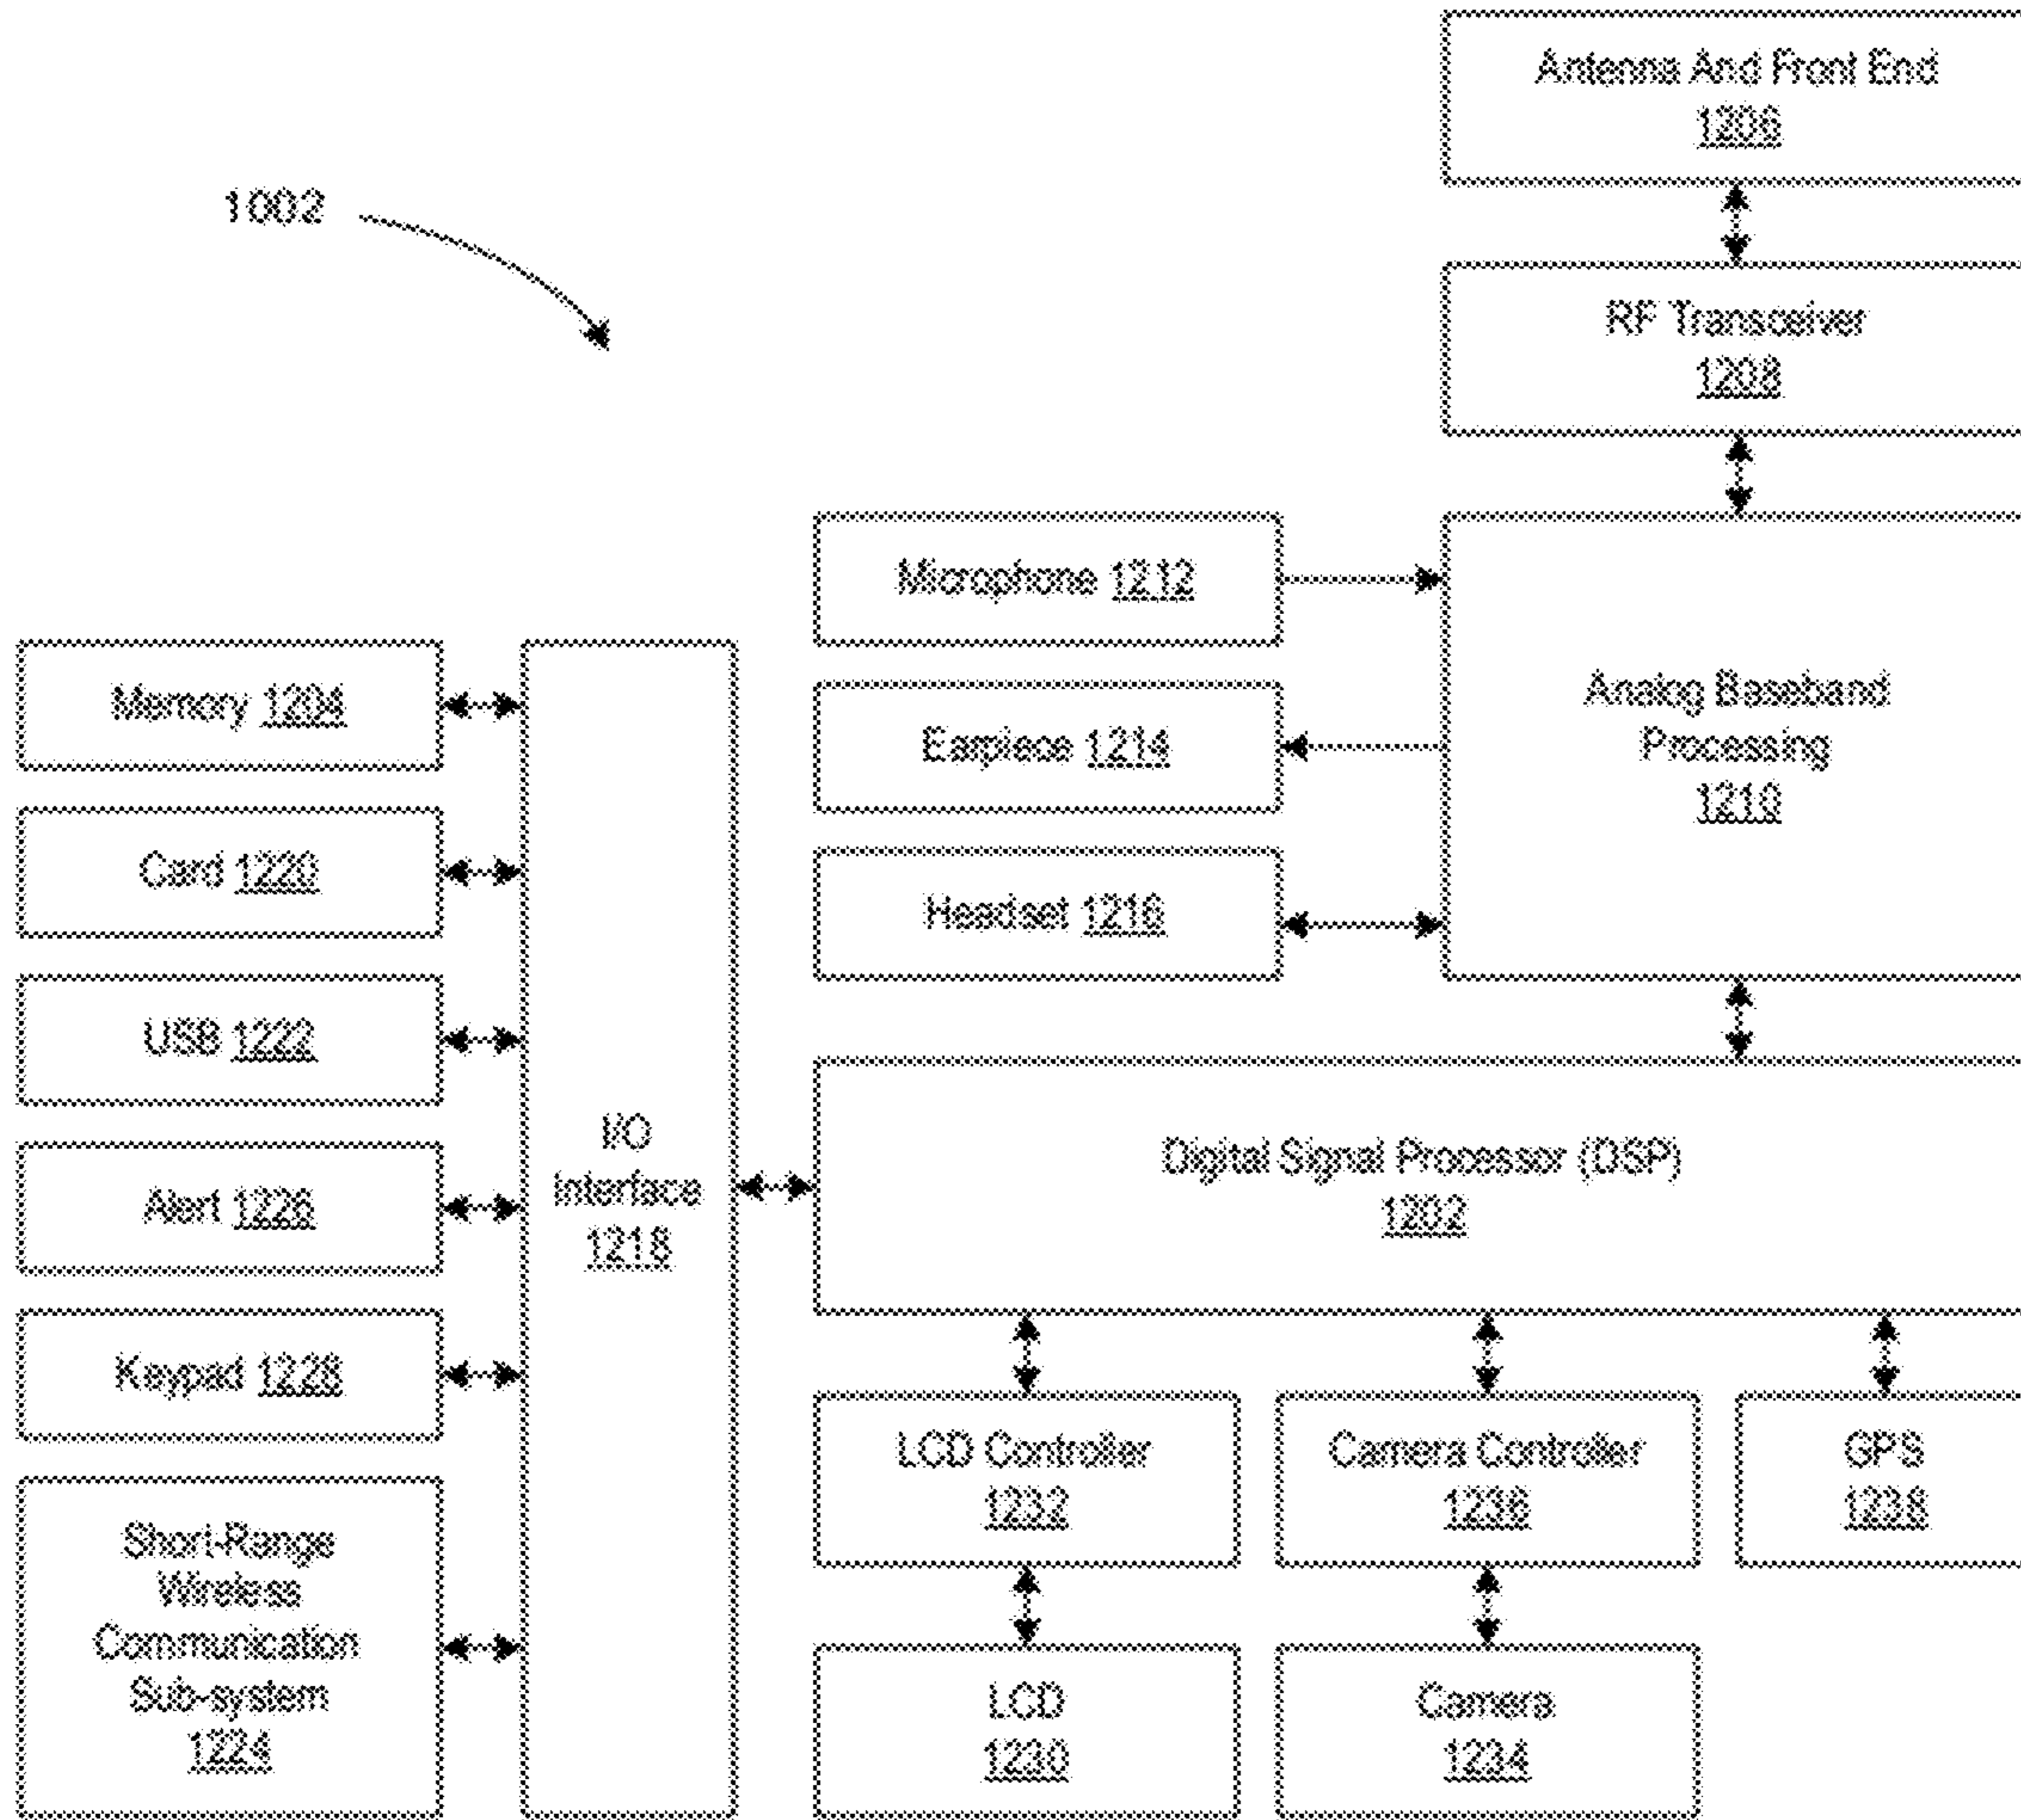 Antenna And Front End
1206
1002
RF Transceiver
1208
Microphone 1212
Analog Baseband
Processing
1210
Earpiece 1214
Headset 1216
Memory 1204
Card 1220
USB 1222
Alert 1226
Keypad 1228
Short-Range
Wireless
Communication
Sub-system
1224
I/O
Interface
1218
Digital Signal Processor (DSP)
1202
LCD Controller
1232
Camera Controller
1236
GPS
1238
LCD
1230
Camera
1234